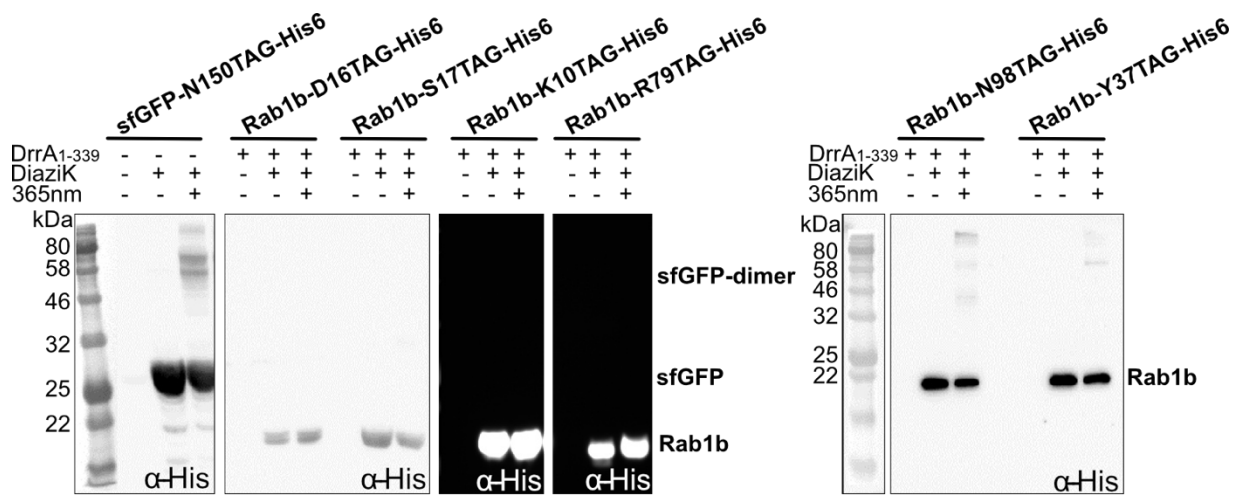 sfGFP-N150TAG-His6
Rab1b-D16TAG-His6
Rab1b-S17TAG-His6
Rab1b-K10TAG-His6
Rab1b-R79TAG-His6
Rab1b-N98TAG-His6
Rab1b-Y37TAG-His6
DrrA1-339 - - - + + + + + + + + + + + +
DiaziK - + + - + + - + + - + + - + +
365nm - - + - - + - - + - - + - - +
DrrA1-339 + + + + + +
DiaziK - + + - + +
365nm - - + - - +
kDa
80
58
46
32
25
22
α-His
α-His
α-His
α-His
sfGFP-dimer
sfGFP
Rab1b
kDa
80
58
46
32
25
22
Rab1b
α-His